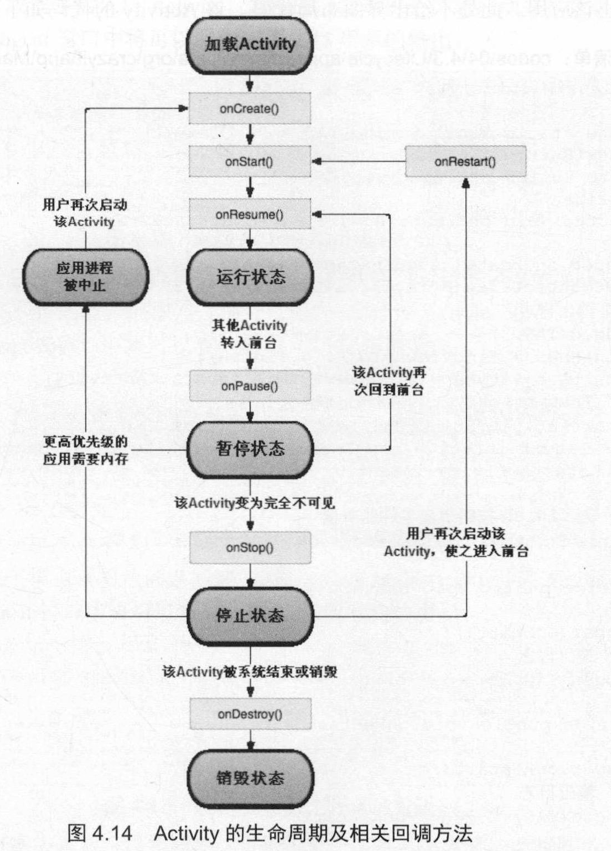 加载Activity
onCreate()
onStart()
onRestart()
用户再次启动
该Activity
onResume()
应用进程
被中止
运行状态
其他Activity
转入前台
onPause()
该Activity再
次回到前台
更高优先级的
应用需要内存
暂停状态
该Activity变为完全不可见
onStop()
用户再次启动该
Activity，使之进入前台
停止状态
该Activity被系统结束或销毁
onDestroy()
销毁状态
图 4.14 Activity 的生命周期及相关回调方法